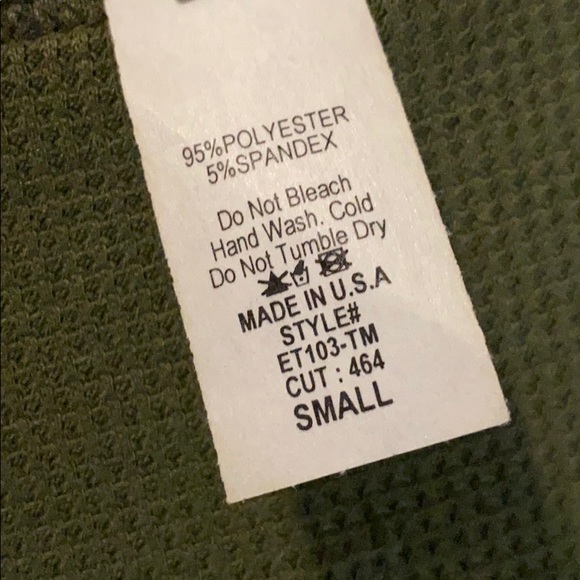 95%POLYESTER
5%SPANDEX
Do Not Bleach
Hand Wash, Cold
Do Not Tumble Dry
MADE IN U.S.A
STYLE#
ET103-TM
CUT : 464
SMALL